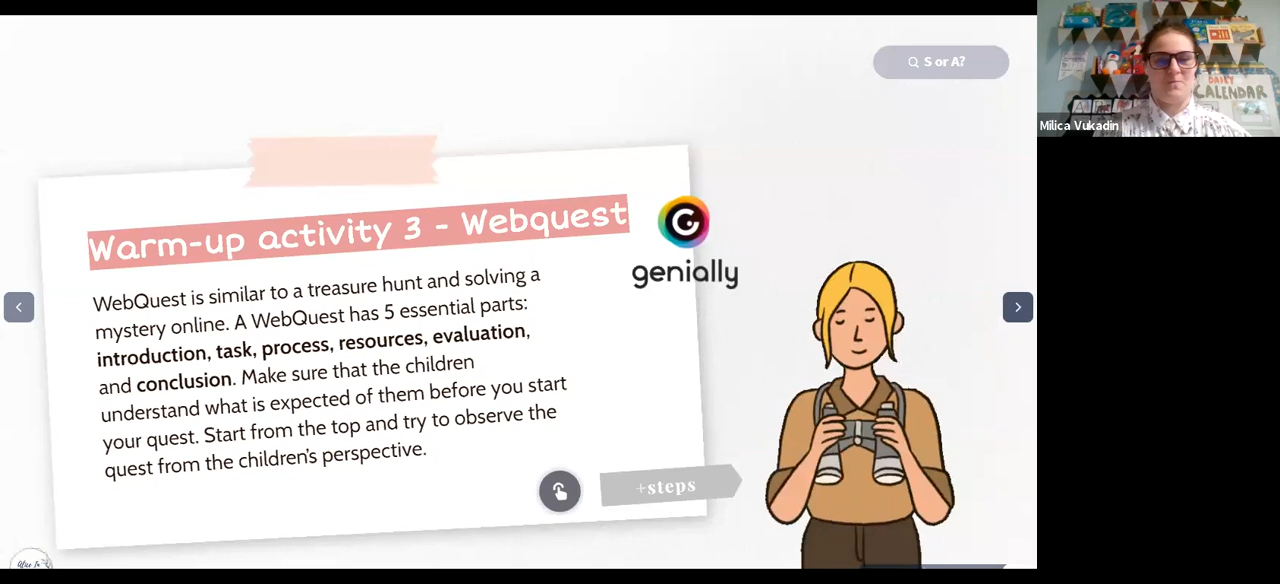 S or A?
Milica Vukadin
DAILY
CALENDAR
Warm-up activity 3 - Webquest
genially
WebQuest is similar to a treasure hunt and solving a
mystery online. A WebQuest has 5 essential parts:
introduction, task, process, resources, evaluation,
and conclusion. Make sure that the children
understand what is expected of them before you start
your quest. Start from the top and try to observe the
quest from the children's perspective.
+steps